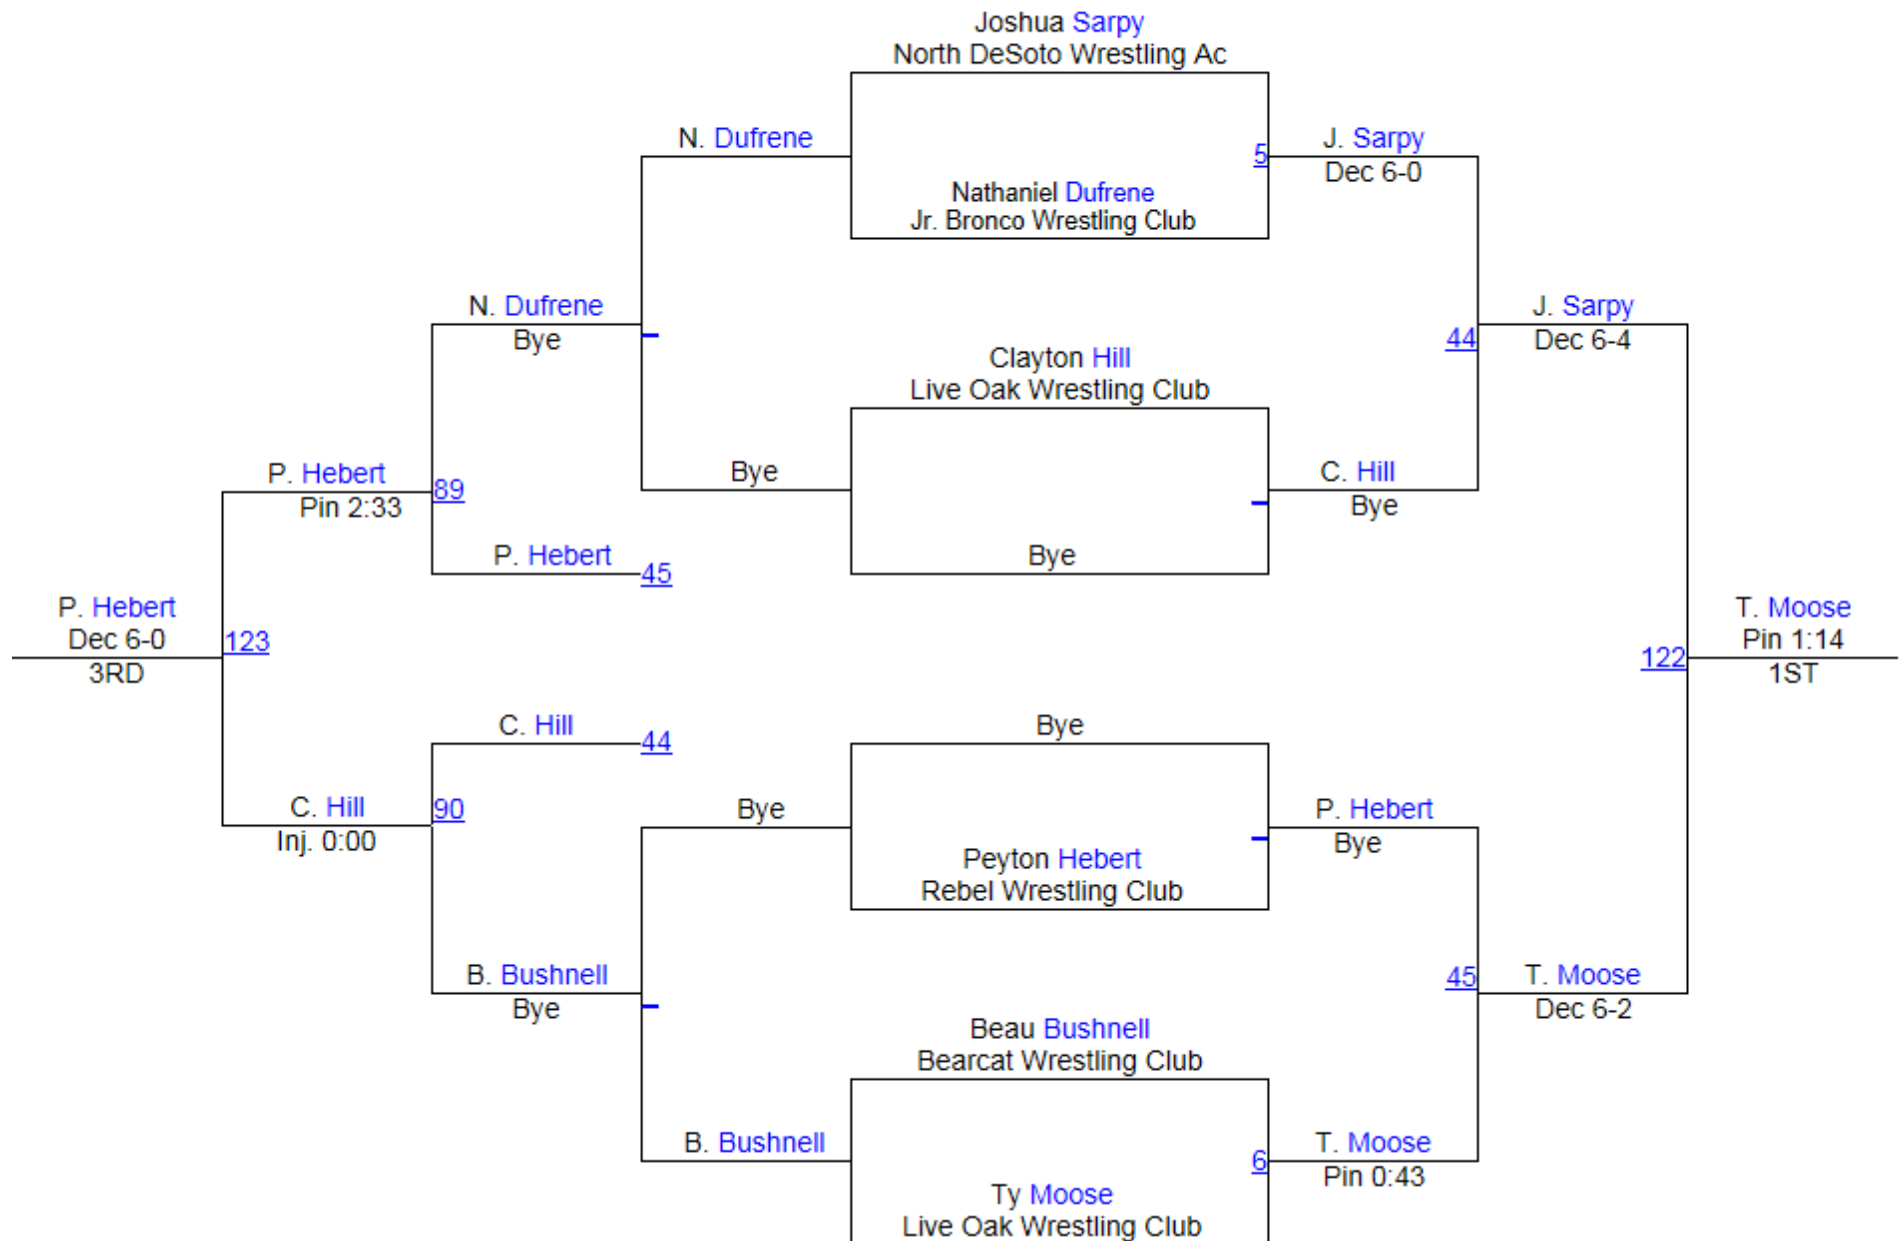 Joshua Sarpy
North DeSoto Wrestling Ac
N. Dufrene
5
J. Sarpy
Dec 6-0
Nathaniel Dufrene
Jr. Bronco Wrestling Club
N. Dufrene
Bye
J. Sarpy
Dec 6-4
44
Clayton Hill
Live Oak Wrestling Club
P. Hebert
Pin 2:33
89
Bye
C. Hill
Bye
P. Hebert
45
Bye
P. Hebert
Dec 6-0
3RD
123
T. Moose
Pin 1:14
1ST
122
C. Hill
44
Bye
C. Hill
Inj. 0:00
90
Bye
P. Hebert
Bye
Peyton Hebert
Rebel Wrestling Club
B. Bushnell
Bye
45
T. Moose
Dec 6-2
Beau Bushnell
Bearcat Wrestling Club
B. Bushnell
6
T. Moose
Pin 0:43
Ty Moose
Live Oak Wrestling Club